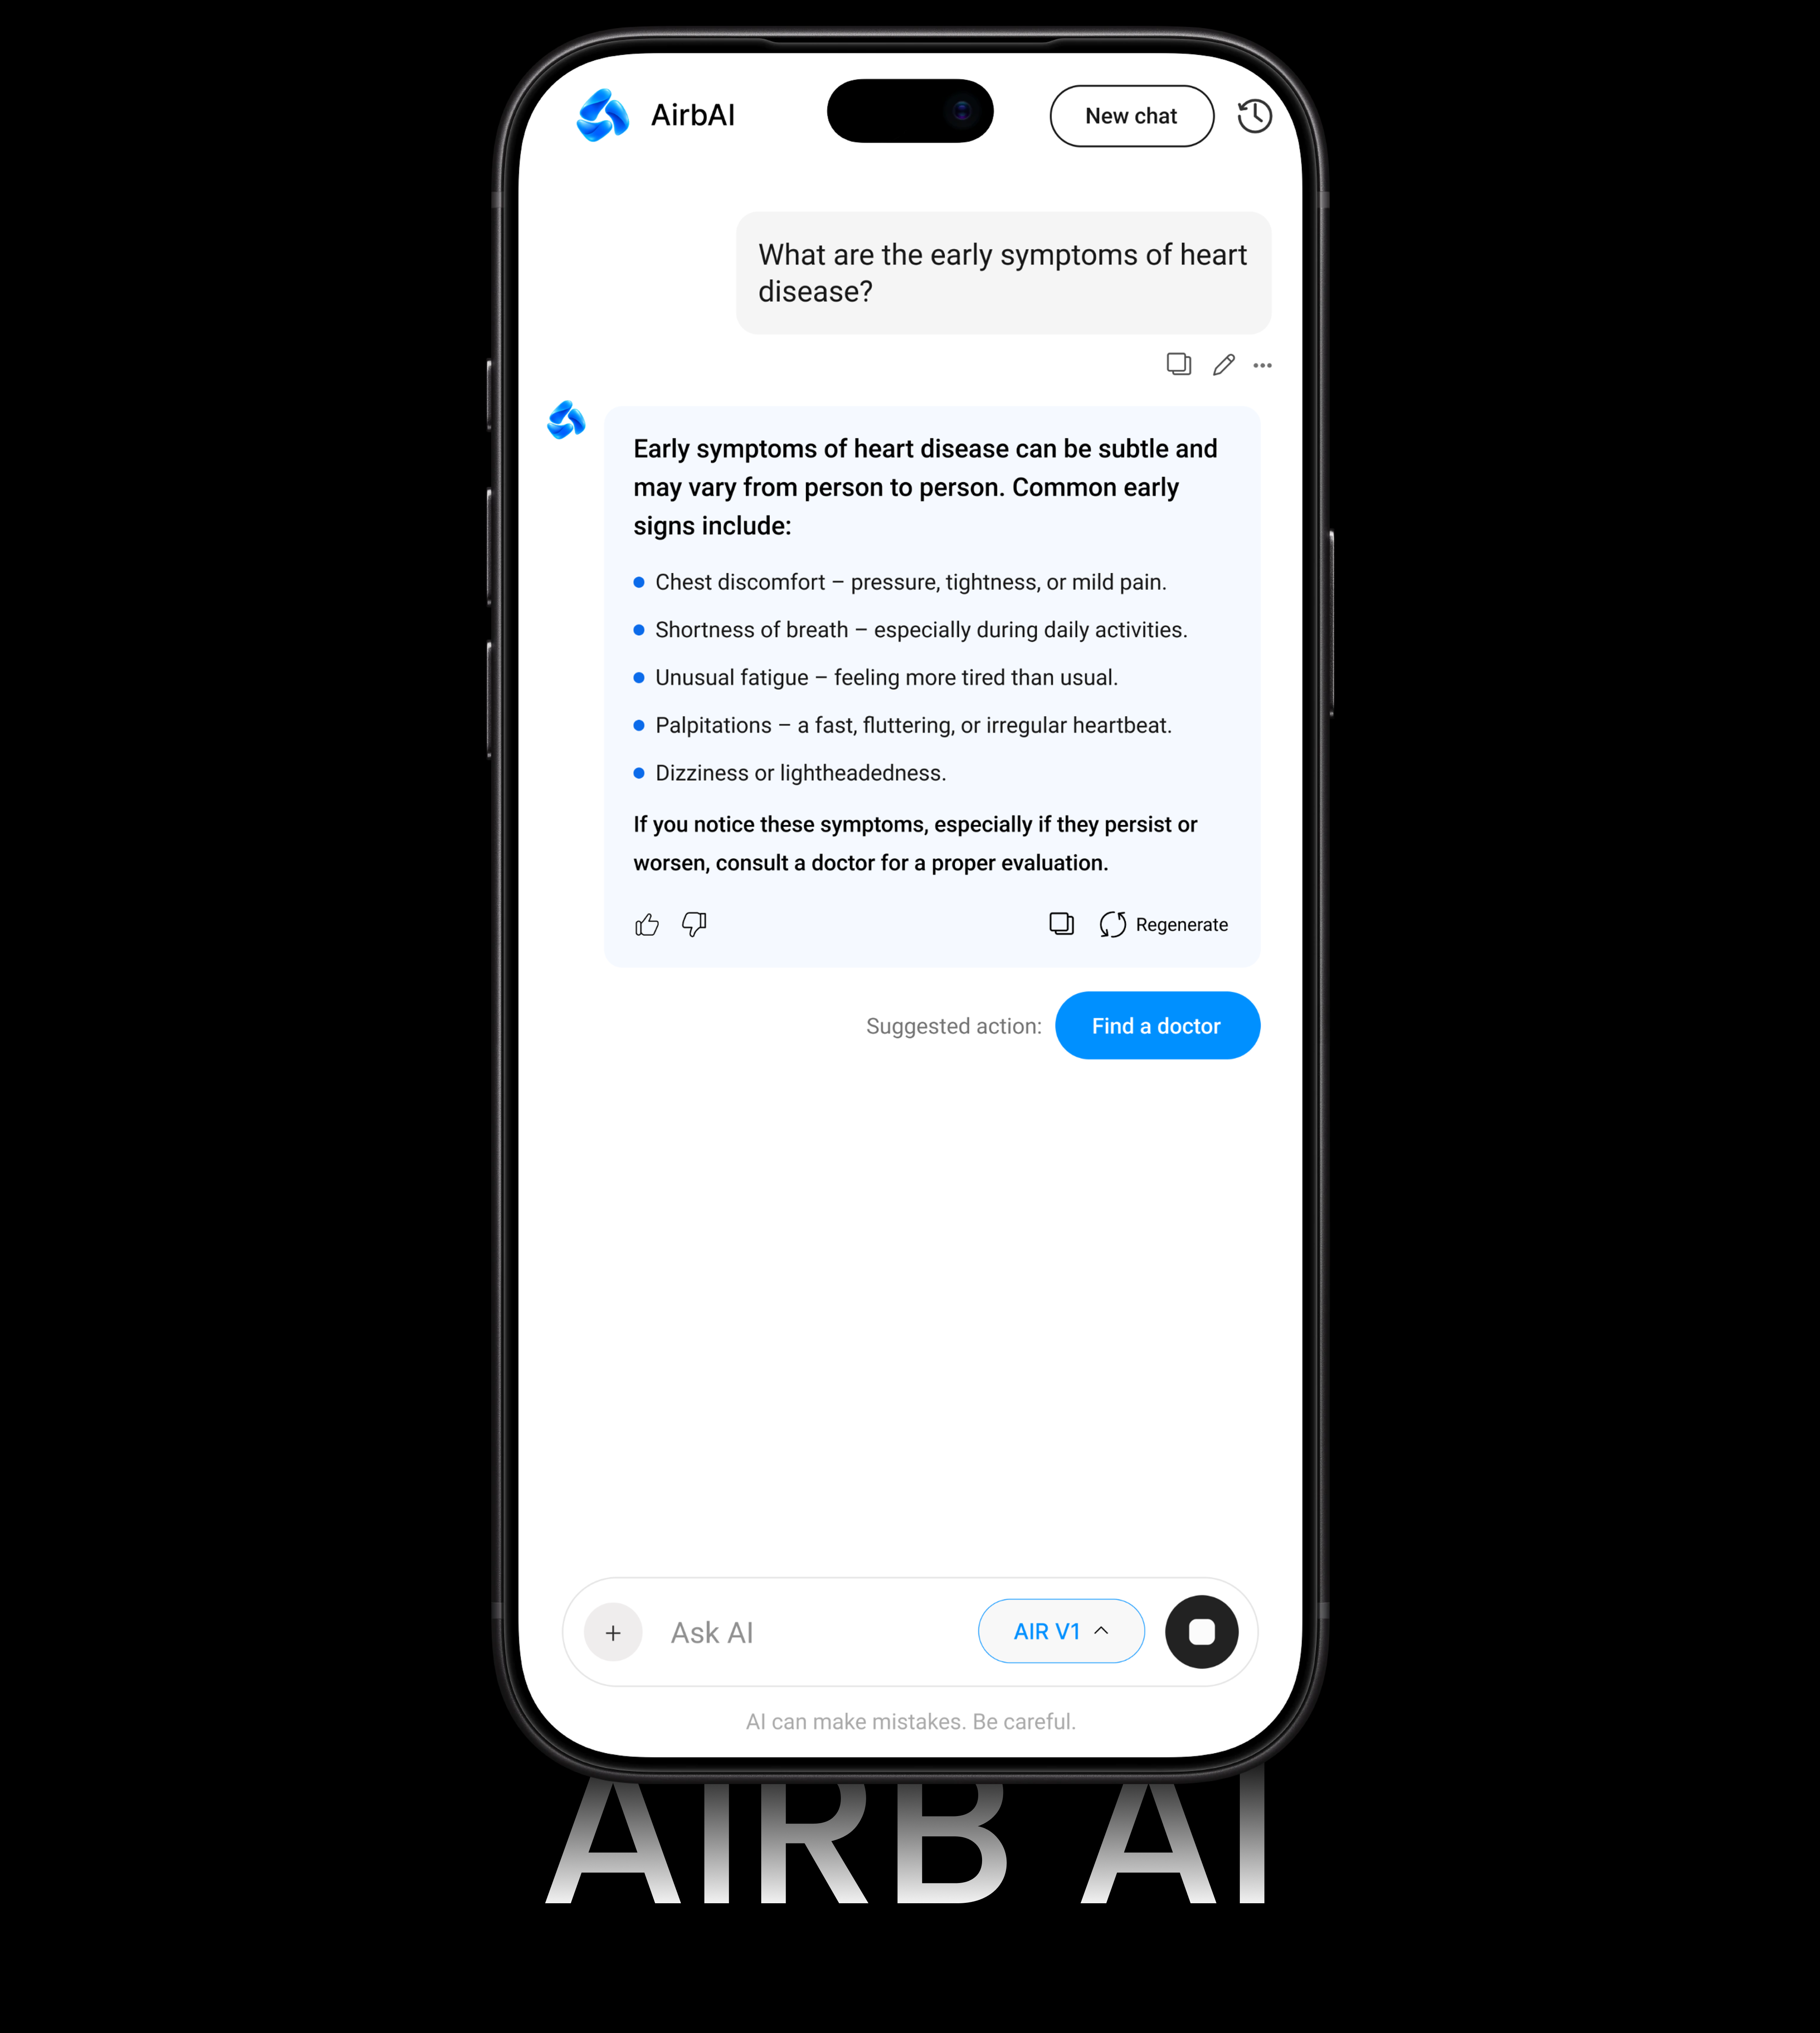 AirbAI
New chat
What are the early symptoms of heart
disease?
Early symptoms of heart disease can be subtle and
may vary from person to person. Common early
signs include:
Chest discomfort – pressure, tightness, or mild pain.
Shortness of breath – especially during daily activities.
Unusual fatigue – feeling more tired than usual.
Palpitations – a fast, fluttering, or irregular heartbeat.
Dizziness or lightheadedness.
If you notice these symptoms, especially if they persist or
worsen, consult a doctor for a proper evaluation.
Regenerate
Suggested action: Find a doctor
Ask AI
AIR V1
AI can make mistakes. Be careful.
AIRB AI